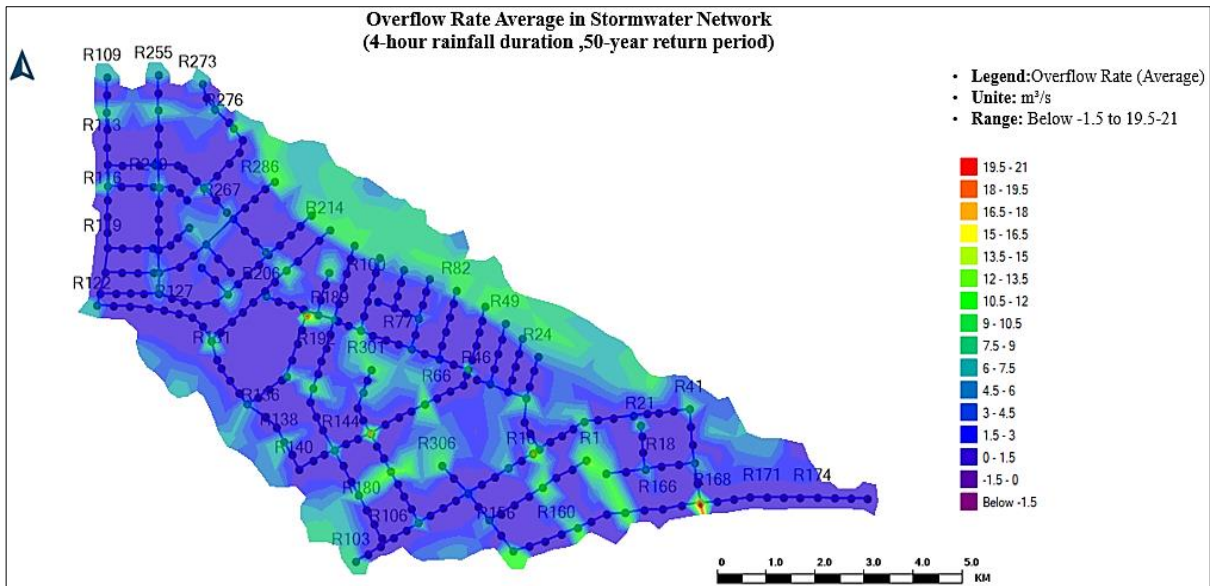 Overflow Rate Average in Stormwater Network
(4-hour rainfall duration ,50-year return period)
R109
R255
R273
R276
R113
R286
R116
R267
R214
R119
R206
R100
R82
R122
R127
R189
R49
R77
R192
R301
R24
R131
R46
R66
R136
R41
R138
R144
R21
R140
R306
R1
R18
R180
R168
R171
R174
R166
R106
R156
R160
R103
• Legend:Overflow Rate (Average)
• Unite: m³/s
• Range: Below -1.5 to 19.5-21
19.5 - 21
18 - 19.5
16.5 - 18
15 - 16.5
13.5 - 15
12 - 13.5
10.5 - 12
9 - 10.5
7.5 - 9
6 - 7.5
4.5 - 6
3 - 4.5
1.5 - 3
0 - 1.5
-1.5 - 0
Below -1.5
0 1.0 2.0 3.0 4.0 5.0
KM